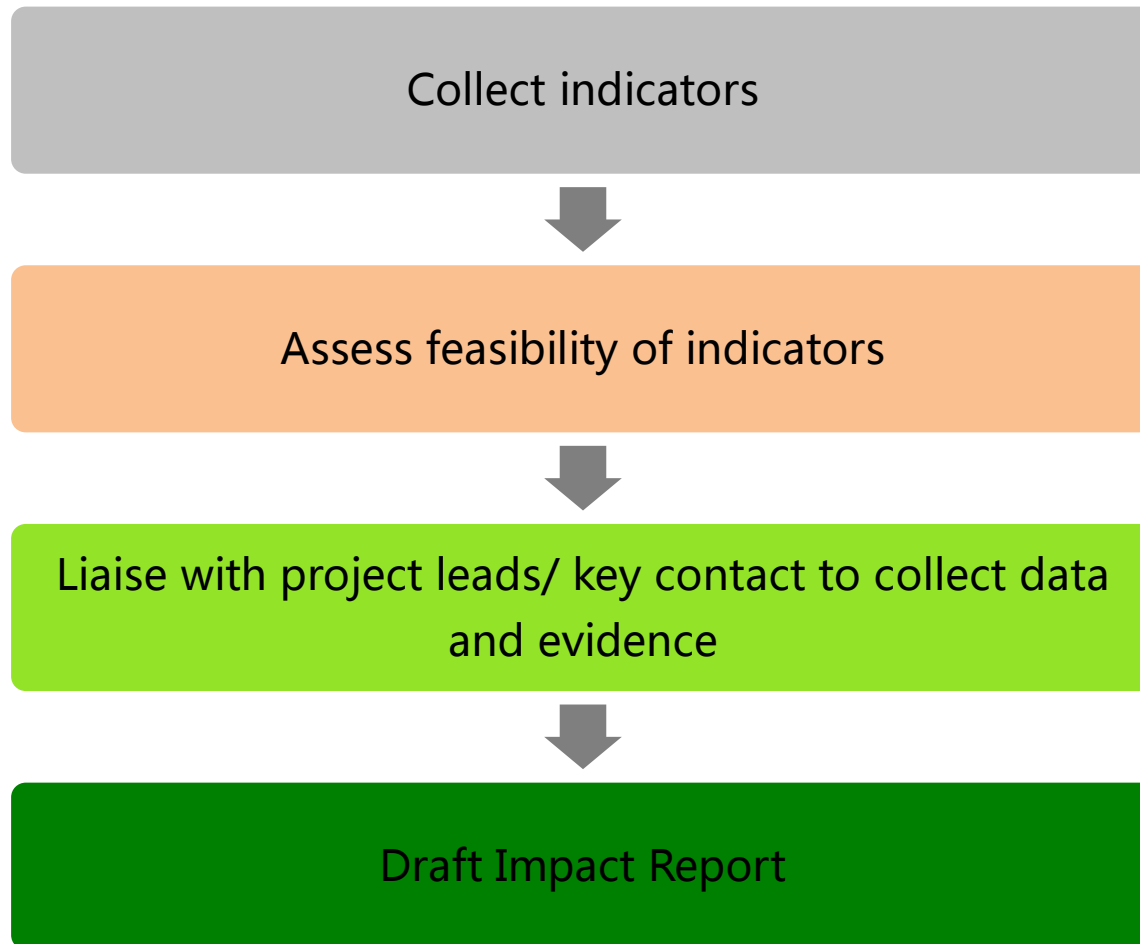 Collect indicators
Assess feasibility of indicators
Liaise with project leads/ key contact to collect data
and evidence
Draft Impact Report